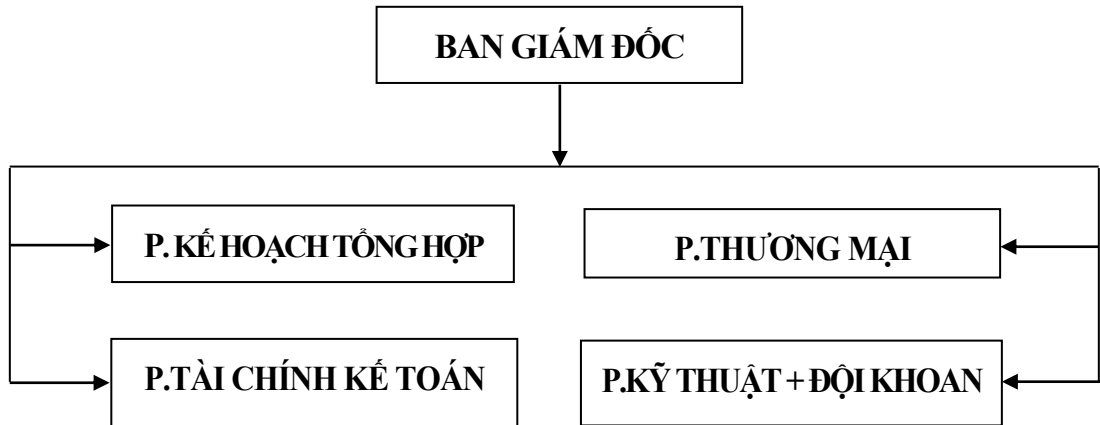 BAN GIÁM ĐỐC
P. KẾ HOẠCH TỔNG HỢP
P.THƯƠNG MẠI
P.TÀI CHÍNH KẾ TOÁN
P.KỸ THUẬT + ĐỘI KHOAN